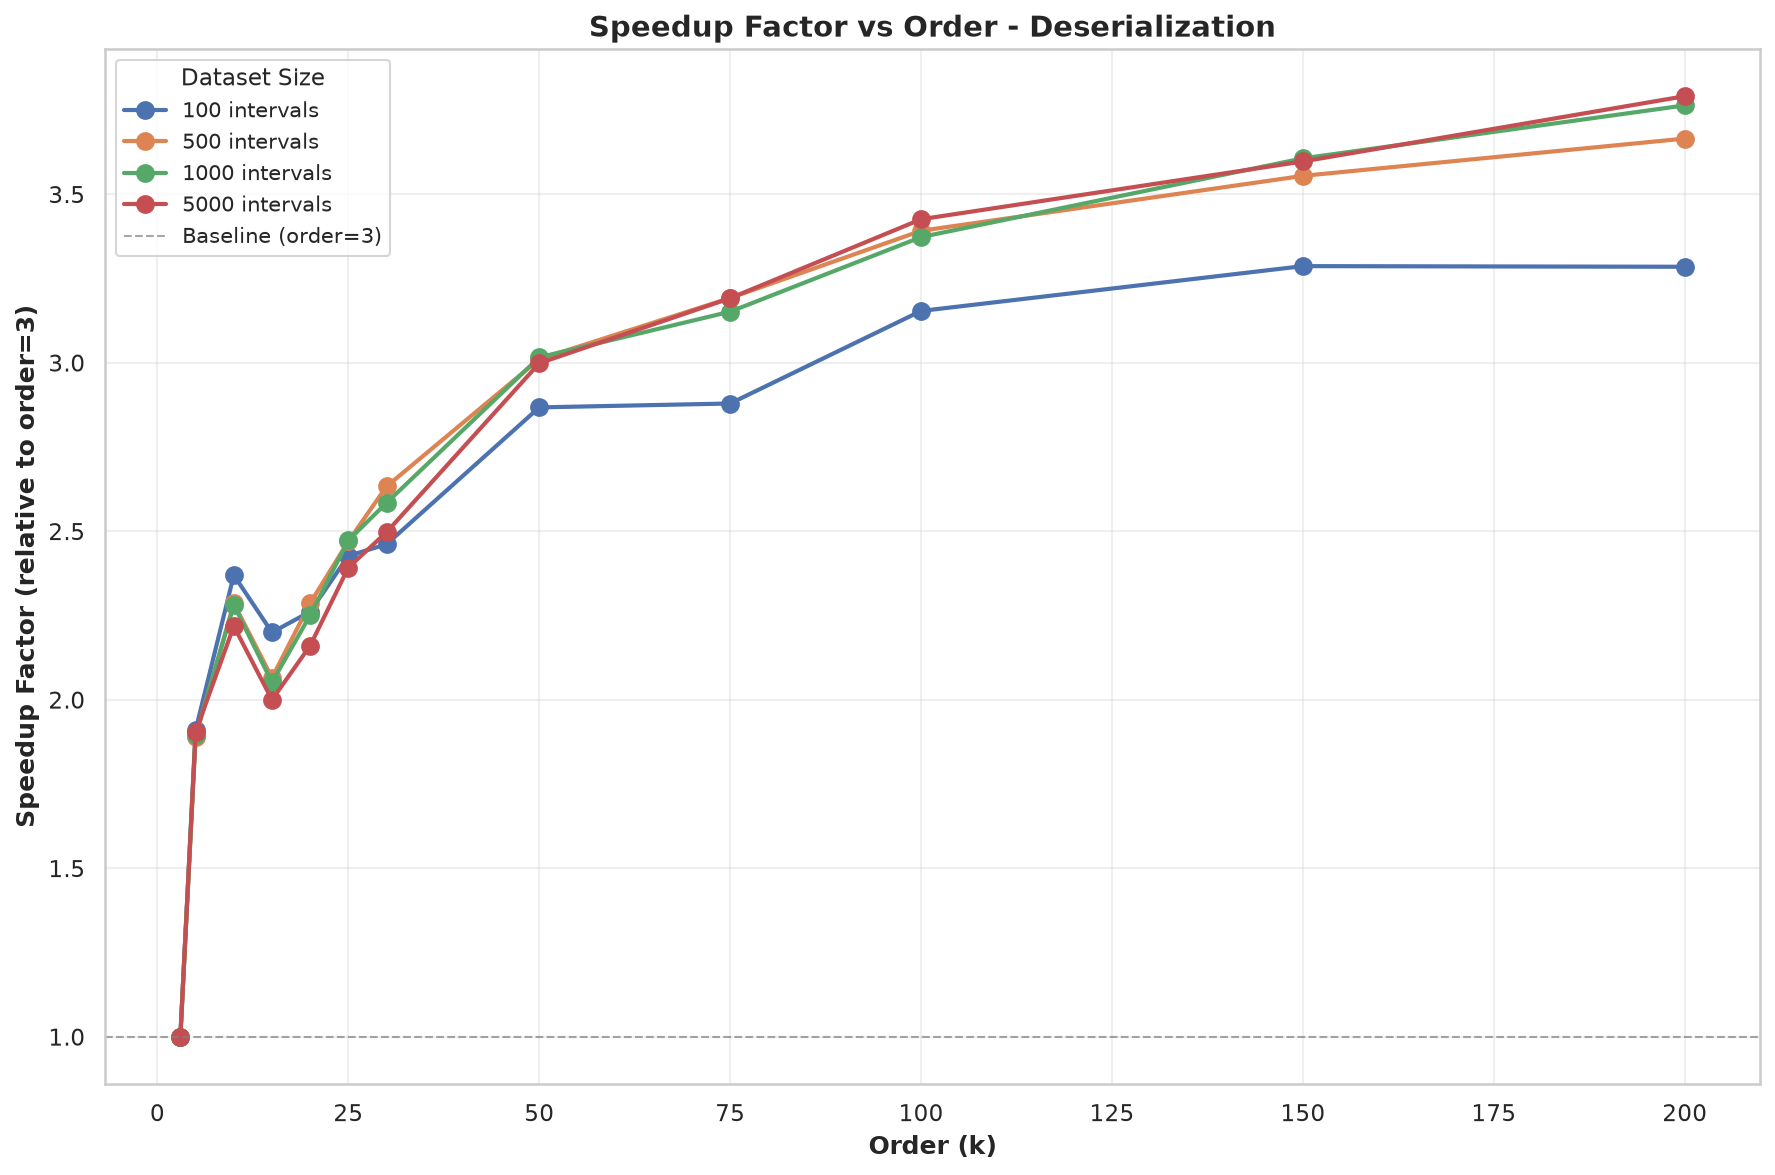 Speedup Factor vs Order - Deserialization
Dataset Size
100 intervals
500 intervals
1000 intervals
5000 intervals
Baseline (order=3)
Speedup Factor (relative to order=3)
3.5
3.0
2.5
2.0
1.5
1.0
0 25 50 75 100 125 150 175 200
Order (k)